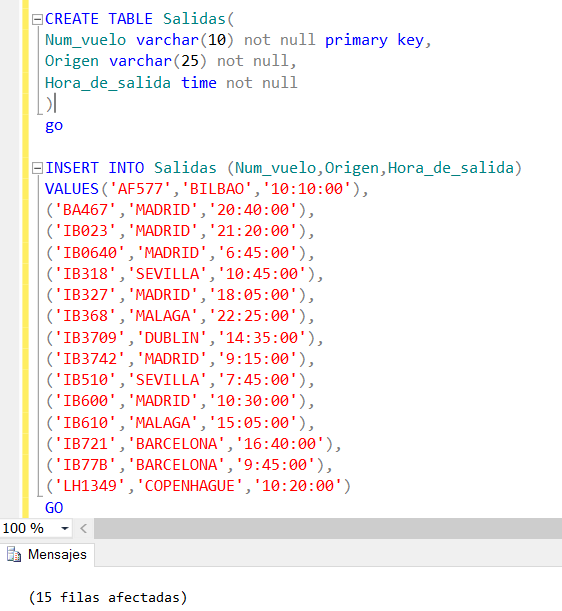 CREATE TABLE Salidas(
Num_vuelo varchar(10) not null primary key,
Origen varchar(25) not null,
Hora_de_salida time not null
)
go
INSERT INTO Salidas (Num_vuelo,Origen,Hora_de_salida)
VALUES('AF577','BILBAO','10:10:00'),
('BA467','MADRID','20:40:00'),
('IB023','MADRID','21:20:00'),
('IB0640','MADRID','6:45:00'),
('IB318','SEVILLA','10:45:00'),
('IB327','MADRID','18:05:00'),
('IB368','MALAGA','22:25:00'),
('IB3709','DUBLIN','14:35:00'),
('IB3742','MADRID','9:15:00'),
('IB510','SEVILLA','7:45:00'),
('IB600','MADRID','10:30:00'),
('IB610','MALAGA','15:05:00'),
('IB721','BARCELONA','16:40:00'),
('IB77B','BARCELONA','9:45:00'),
('LH1349','COPENHAGUE','10:20:00')
GO
100 %
Mensajes
(15 filas afectadas)